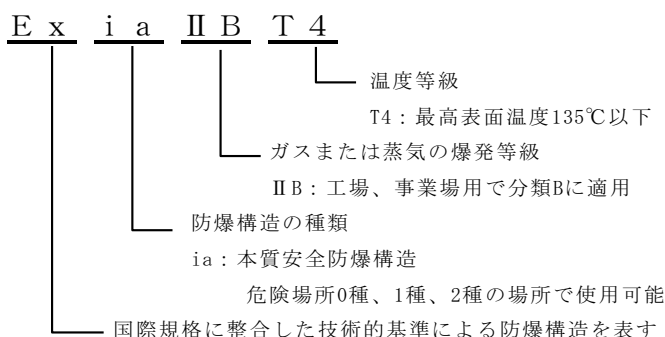 Ex ia ⅡB T4
温度等級
T4：最高表面温度135℃以下
ガスまたは蒸気の爆発等級
ⅡB：工場、事業場用で分類Bに適用
防爆構造の種類
ia：本質安全防爆構造
危険場所0種、1種、2種の場所で使用可能
国際規格に整合した技術的基準による防爆構造を表す